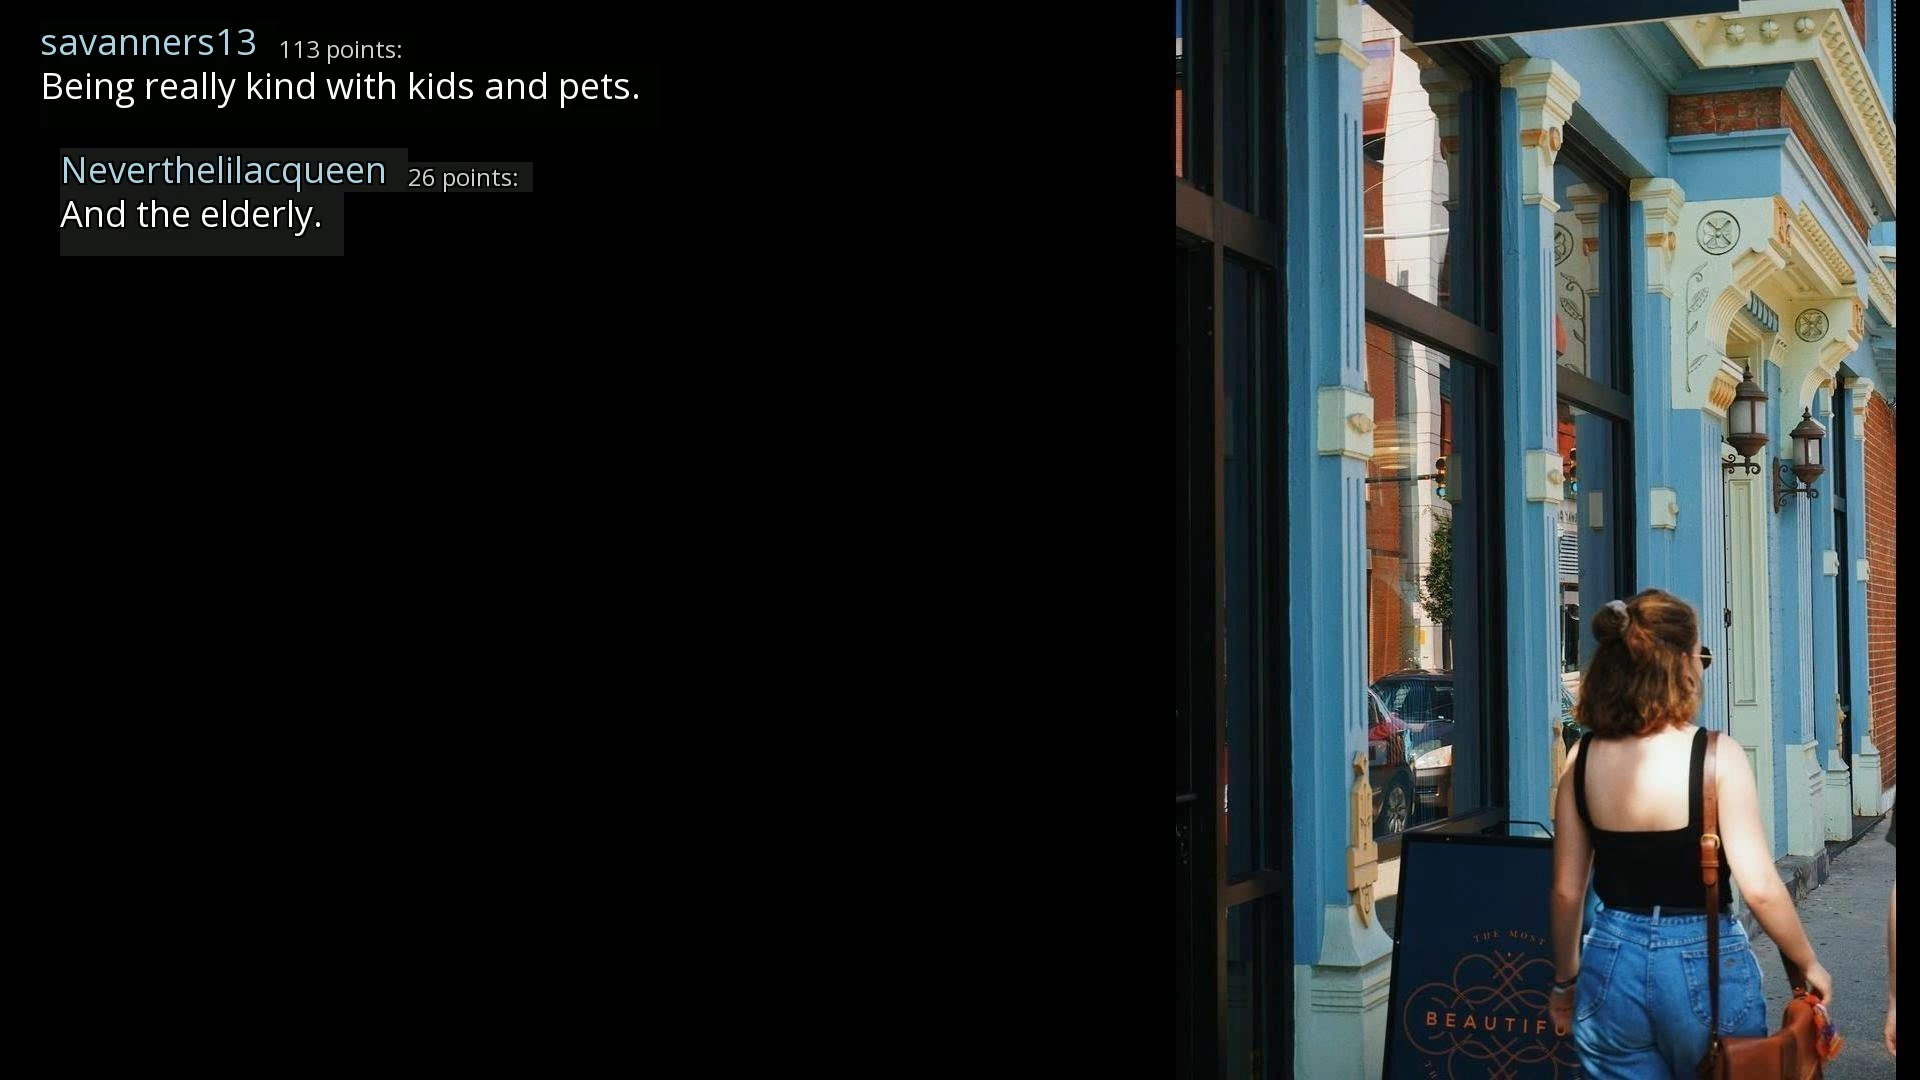 savanners13 113 points:
Being really kind with kids and pets.
Neverthelilacqueen 26 points:
And the elderly.
THE MOST
BEAUTIFU